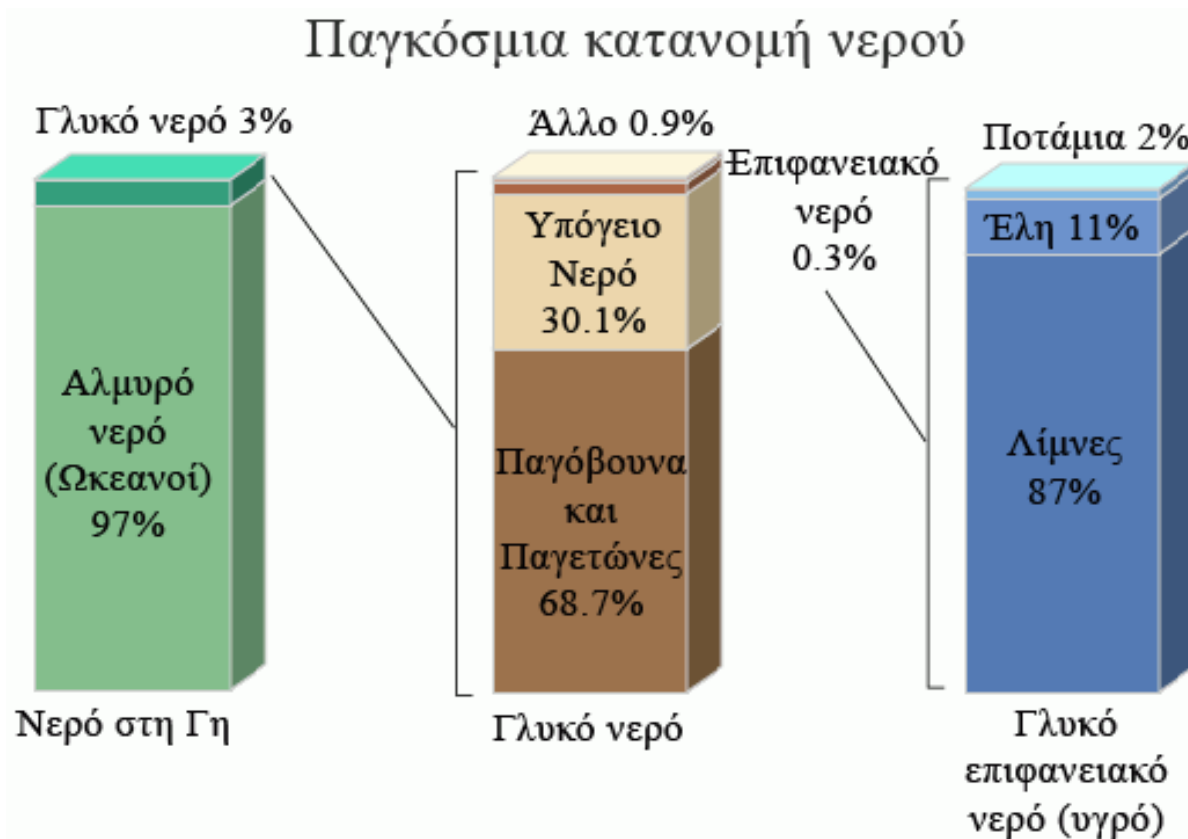 Παγκόσμια κατανομή νερού
Γλυκό νερό 3%
Αλμυρό
νερό
(Ωκεανοί)
97%
Νερό στη Γη
Άλλο 0.9%
Υπόγειο
Νερό
30.1%
Παγόβουνα
και
Παγετώνες
68.7%
Γλυκό νερό
Επιφανειακό
νερό
0.3%
Ποτάμια 2%
Έλη 11%
Λίμνες
87%
Γλυκό
επιφανειακό
νερό (υγρό)